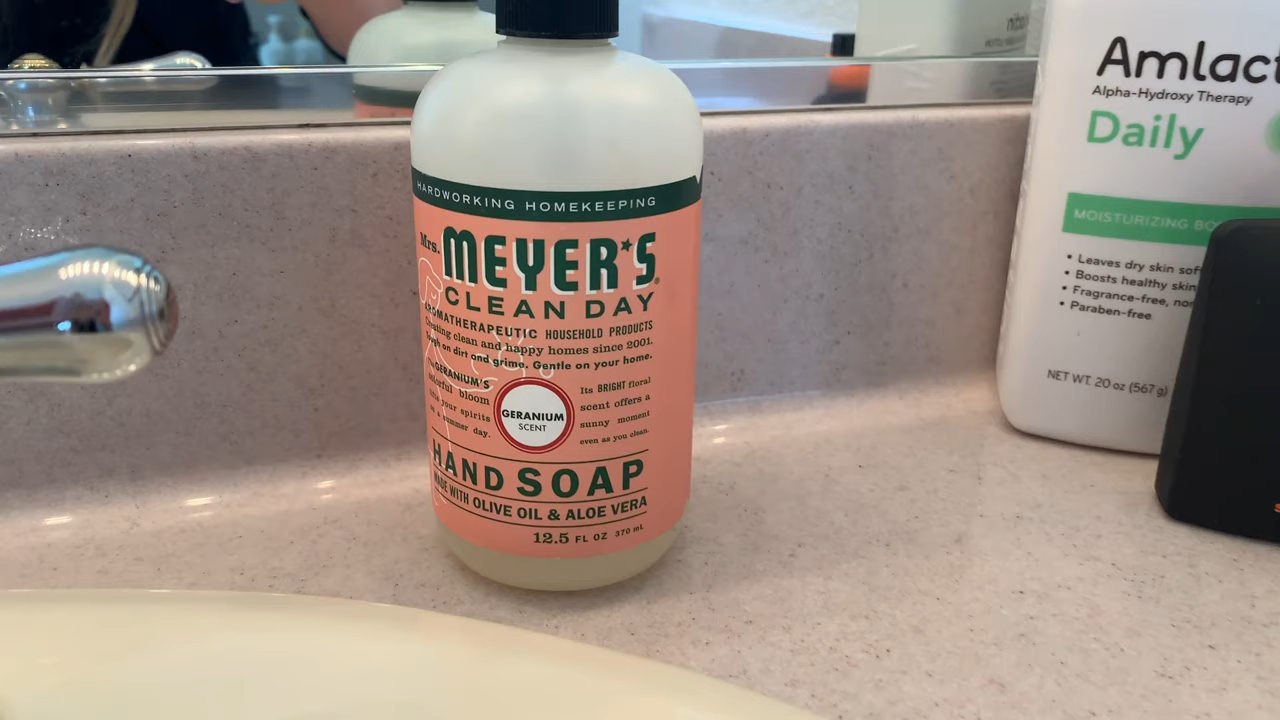 HARDWORKING HOMEKEEPING
Mrs.
MEYER'S
CLEAN DAY
AROMATHERAPEUTIC HOUSEHOLD PRODUCTS
Creating clean and happy homes since 2001.
Tough on dirt and grime. Gentle on your home.
GERANIUM'S
colorful bloom
your spirits
summer day.
GERANIUM
SCENT
Its BRIGHT floral
scent offers a
sunny moment
even as you clean.
HAND SOAP
MADE WITH OLIVE OIL & ALOE VERA
12.5 FL OZ 370 mL
Amlact
Alpha-Hydroxy Therapy
Daily
MOISTURIZING BO
• Leaves dry skin sof
• Boosts healthy skin
• Fragrance-free, non
• Paraben-free
NET WT. 20 oz (567 g)